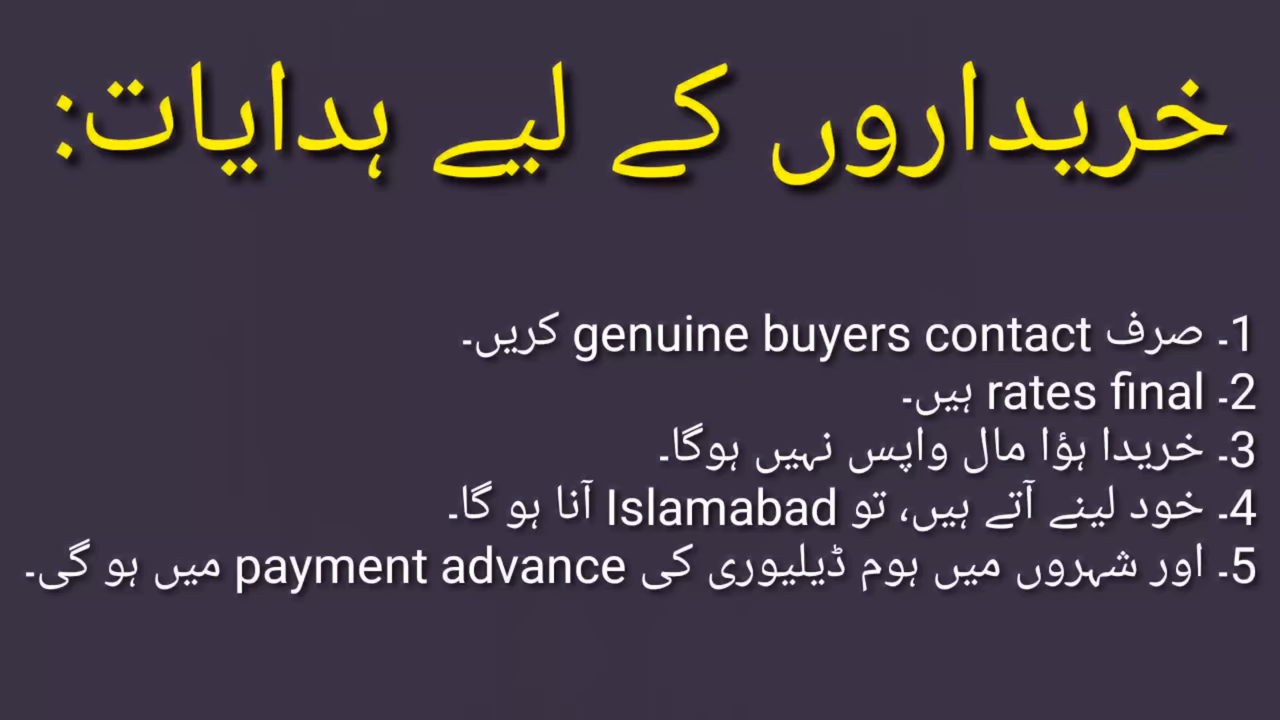 خریداروں کے لیے ہدایات:
1۔ صرف genuine buyers contact کریں۔
2۔ rates final ہیں۔
3۔ خریدا ہؤا مال واپس نہیں ہوگا۔
4۔ خود لینے آتے ہیں، تو Islamabad آنا ہو گا۔
5۔ اور شہروں میں ہوم ڈیلیوری کی payment advance میں ہو گی۔